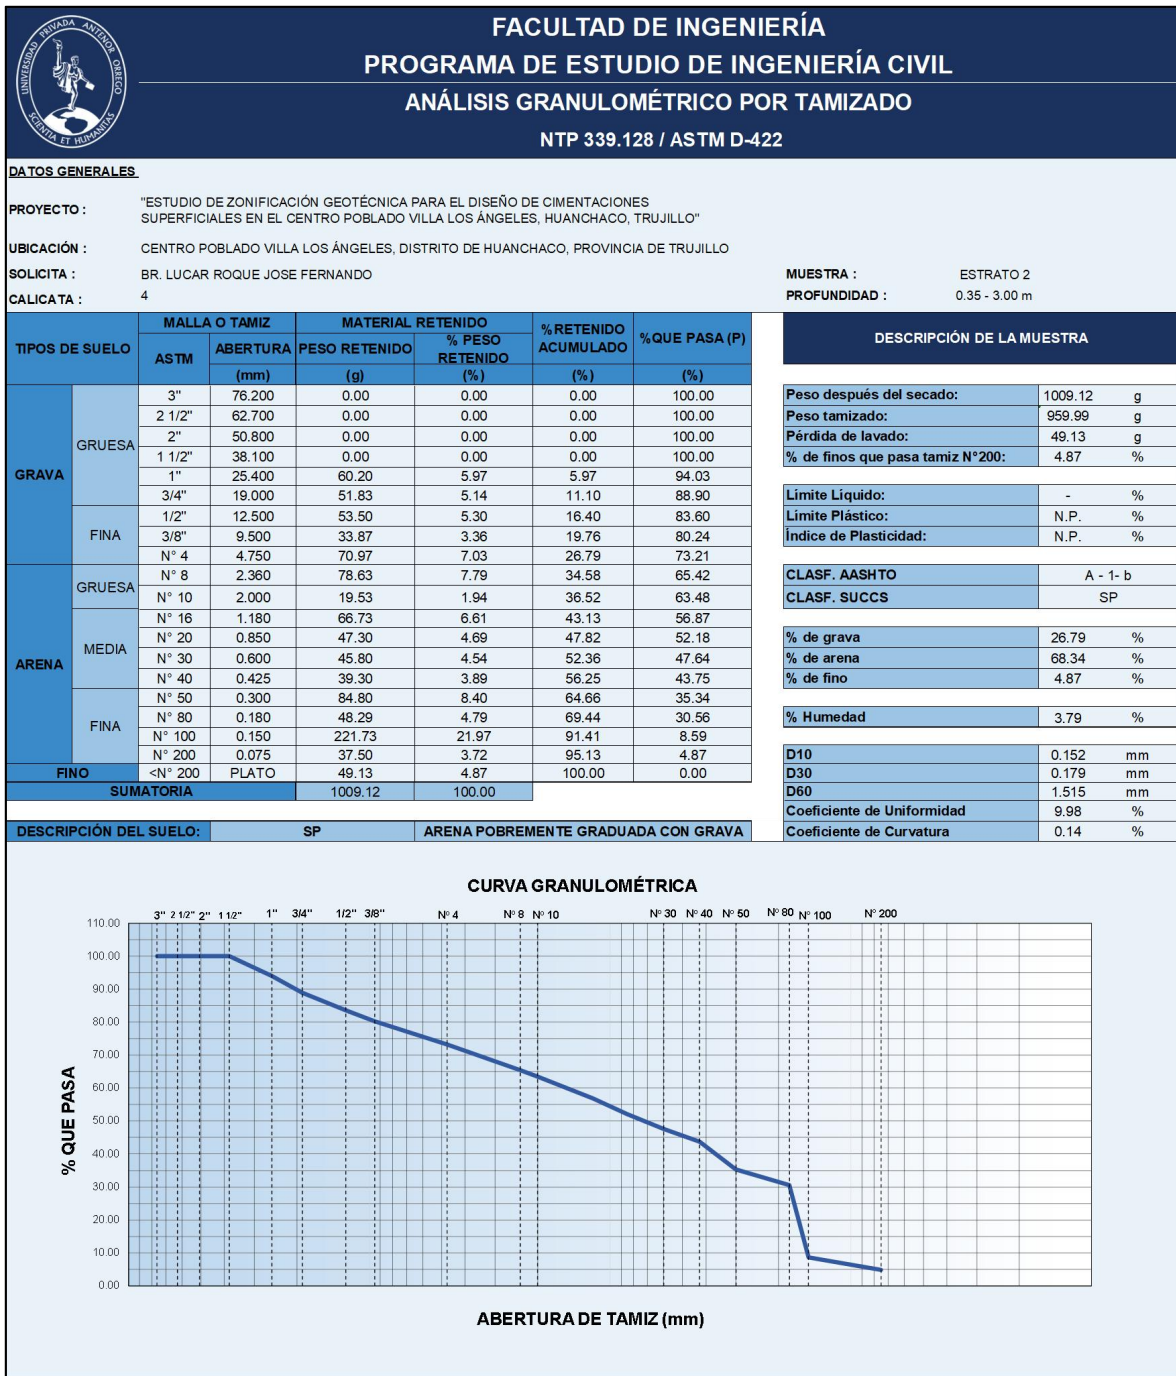 UNIVERSIDAD PRIVADA ANTENOR ORREGO
SCIENTIA ET HUMANITAS
FACULTAD DE INGENIERÍA
PROGRAMA DE ESTUDIO DE INGENIERÍA CIVIL
ANÁLISIS GRANULOMÉTRICO POR TAMIZADO
NTP 339.128 / ASTM D-422
DATOS GENERALES
PROYECTO : "ESTUDIO DE ZONIFICACIÓN GEOTÉCNICA PARA EL DISEÑO DE CIMENTACIONES
SUPERFICIALES EN EL CENTRO POBLADO VILLA LOS ÁNGELES, HUANCHACO, TRUJILLO"
UBICACIÓN : CENTRO POBLADO VILLA LOS ÁNGELES, DISTRITO DE HUANCHACO, PROVINCIA DE TRUJILLO
SOLICITA : BR. LUCAR ROQUE JOSE FERNANDO
CALICATA : 4
MUESTRA : ESTRATO 2
PROFUNDIDAD : 0.35 - 3.00 m
TIPOS DE SUELO MALLA O TAMIZ MATERIAL RETENIDO %RETENIDO ACUMULADO %QUE PASA (P)
ASTM ABERTURA PESO RETENIDO % PESO RETENIDO
(mm) (g) (%) (%) (%)
GRAVA GRUESA 3" 76.200 0.00 0.00 0.00 100.00
2 1/2" 62.700 0.00 0.00 0.00 100.00
2" 50.800 0.00 0.00 0.00 100.00
1 1/2" 38.100 0.00 0.00 0.00 100.00
1" 25.400 60.20 5.97 5.97 94.03
3/4" 19.000 51.83 5.14 11.10 88.90
FINA 1/2" 12.500 53.50 5.30 16.40 83.60
3/8" 9.500 33.87 3.36 19.76 80.24
N° 4 4.750 70.97 7.03 26.79 73.21
ARENA GRUESA N° 8 2.360 78.63 7.79 34.58 65.42
N° 10 2.000 19.53 1.94 36.52 63.48
MEDIA N° 16 1.180 66.73 6.61 43.13 56.87
N° 20 0.850 47.30 4.69 47.82 52.18
N° 30 0.600 45.80 4.54 52.36 47.64
N° 40 0.425 39.30 3.89 56.25 43.75
FINA N° 50 0.300 84.80 8.40 64.66 35.34
N° 80 0.180 48.29 4.79 69.44 30.56
N° 100 0.150 221.73 21.97 91.41 8.59
N° 200 0.075 37.50 3.72 95.13 4.87
FINO <N° 200 PLATO 49.13 4.87 100.00 0.00
SUMATORIA 1009.12 100.00
DESCRIPCIÓN DEL SUELO: SP ARENA POBREMENTE GRADUADA CON GRAVA
DESCRIPCIÓN DE LA MUESTRA
Peso después del secado: 1009.12 g
Peso tamizado: 959.99 g
Pérdida de lavado: 49.13 g
% de finos que pasa tamiz N°200: 4.87 %
Limite Líquido: - %
Limite Plástico: N.P. %
Índice de Plasticidad: N.P. %
CLASF. AASHTO A - 1- b
CLASF. SUCCS SP
% de grava 26.79 %
% de arena 68.34 %
% de fino 4.87 %
% Humedad 3.79 %
D10 0.152 mm
D30 0.179 mm
D60 1.515 mm
Coeficiente de Uniformidad 9.98 %
Coeficiente de Curvatura 0.14 %
CURVA GRANULOMÉTRICA
3" 2 1/2" 2" 1 1/2" 1" 3/4" 1/2" 3/8" Nº 4 Nº 8 Nº 10 Nº 30 Nº 40 Nº 50 Nº 80 Nº 100 Nº 200
110.00
100.00
90.00
80.00
70.00
60.00
50.00
40.00
30.00
20.00
10.00
0.00
% QUE PASA
ABERTURA DE TAMIZ (mm)